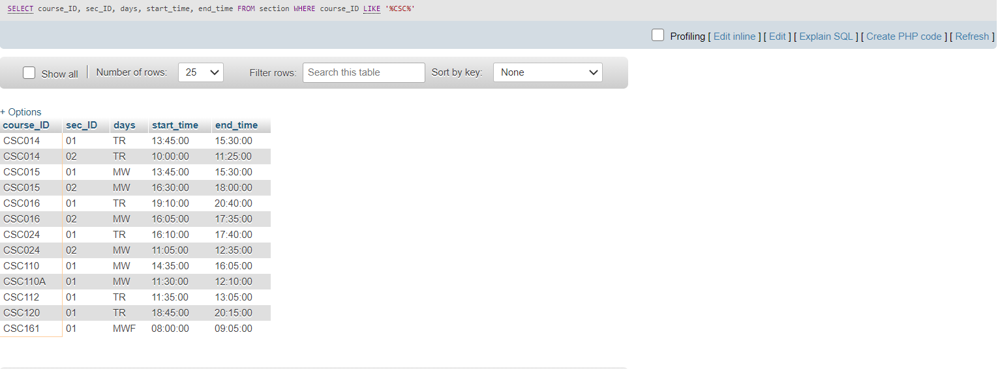 SELECT course_ID, sec_ID, days, start_time, end_time FROM section WHERE course_ID LIKE '%CSC%'
Profiling [ Edit inline ] [ Edit ] [ Explain SQL ] [ Create PHP code ] [ Refresh ]
Show all Number of rows: 25 Filter rows: Search this table Sort by key: None
+ Options
course_ID sec_ID days start_time end_time
CSC014 01 TR 13:45:00 15:30:00
CSC014 02 TR 10:00:00 11:25:00
CSC015 01 MW 13:45:00 15:30:00
CSC015 02 MW 16:30:00 18:00:00
CSC016 01 TR 19:10:00 20:40:00
CSC016 02 MW 16:05:00 17:35:00
CSC024 01 TR 16:10:00 17:40:00
CSC024 02 MW 11:05:00 12:35:00
CSC110 01 MW 14:35:00 16:05:00
CSC110A 01 MW 11:30:00 12:10:00
CSC112 01 TR 11:35:00 13:05:00
CSC120 01 TR 18:45:00 20:15:00
CSC161 01 MWF 08:00:00 09:05:00